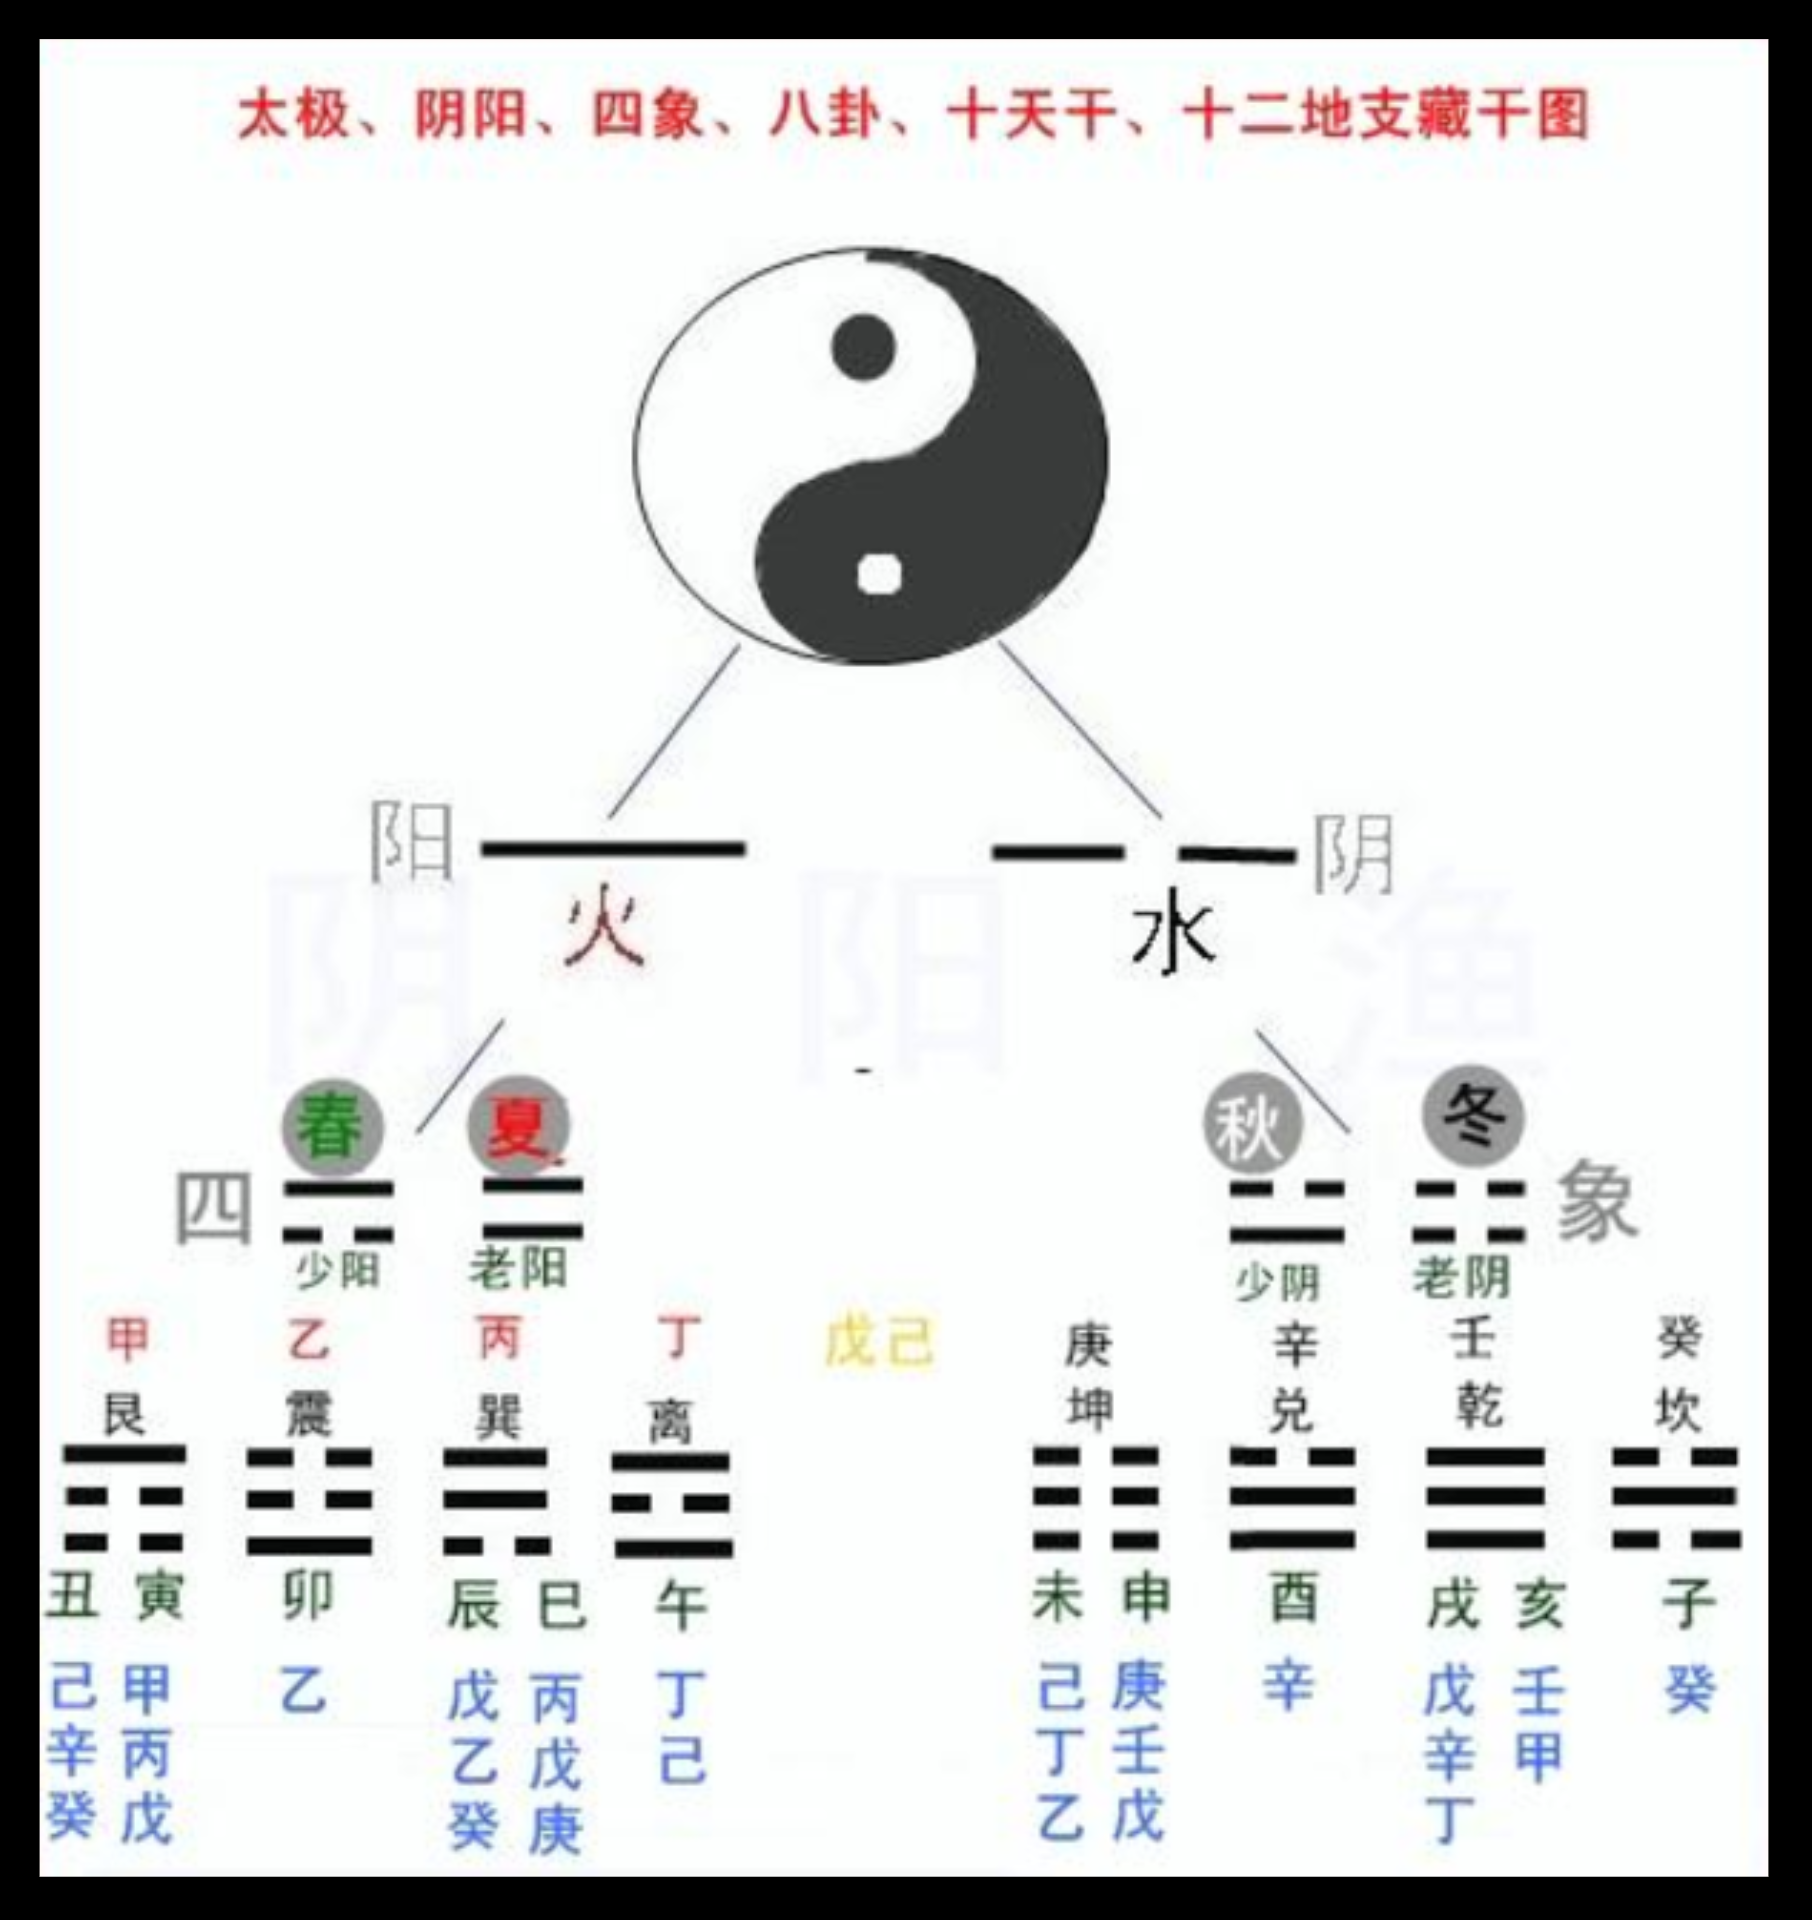 太极、阴阳、四象、八卦、十天干、十二地支藏干图
阳 阴
火 水
阴 阳 渔
春 夏 秋 冬
四 象
少阳 老阳 少阴 老阴
甲 乙 丙 丁 戊己 庚 辛 壬 癸
艮 震 巽 离 坤 兑 乾 坎
丑 寅 卯 辰 巳 午 未 申 酉 戌 亥 子
己 甲 乙 戊 丙 丁 己 庚 辛 戊 壬 癸
辛 丙 乙 戊 己 丁 壬 辛 甲
癸 戊 癸 庚 乙 戊 丁